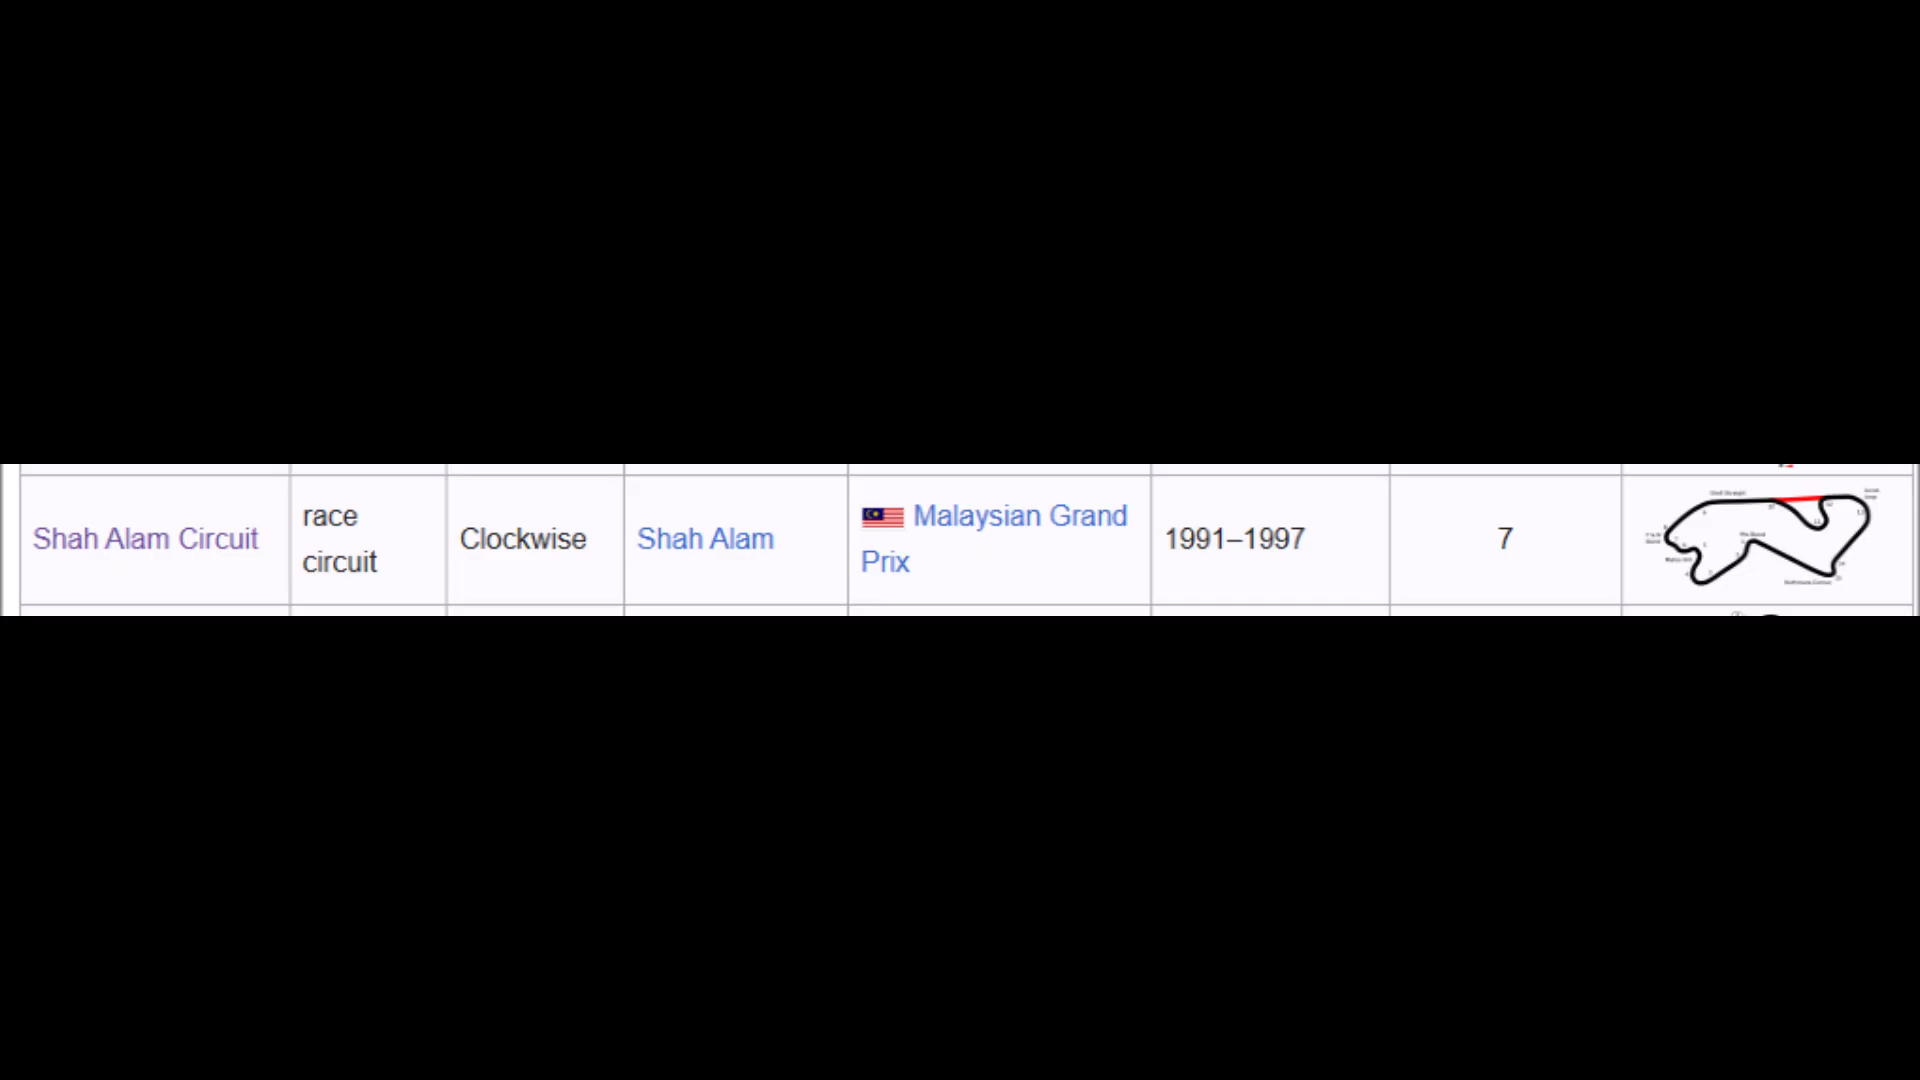 Shah Alam Circuit
race
circuit
Clockwise
Shah Alam
Malaysian Grand
Prix
1991–1997
7